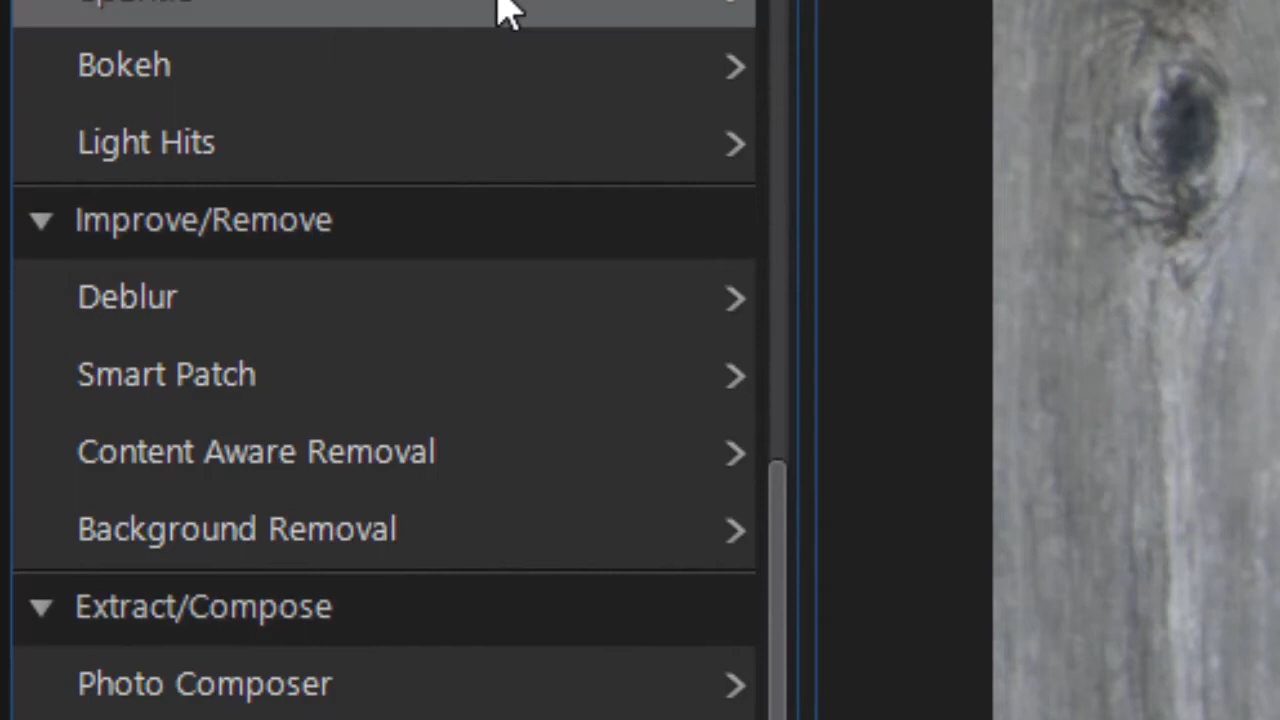 Bokeh
Light Hits
Improve/Remove
Deblur
Smart Patch
Content Aware Removal
Background Removal
Extract/Compose
Photo Composer